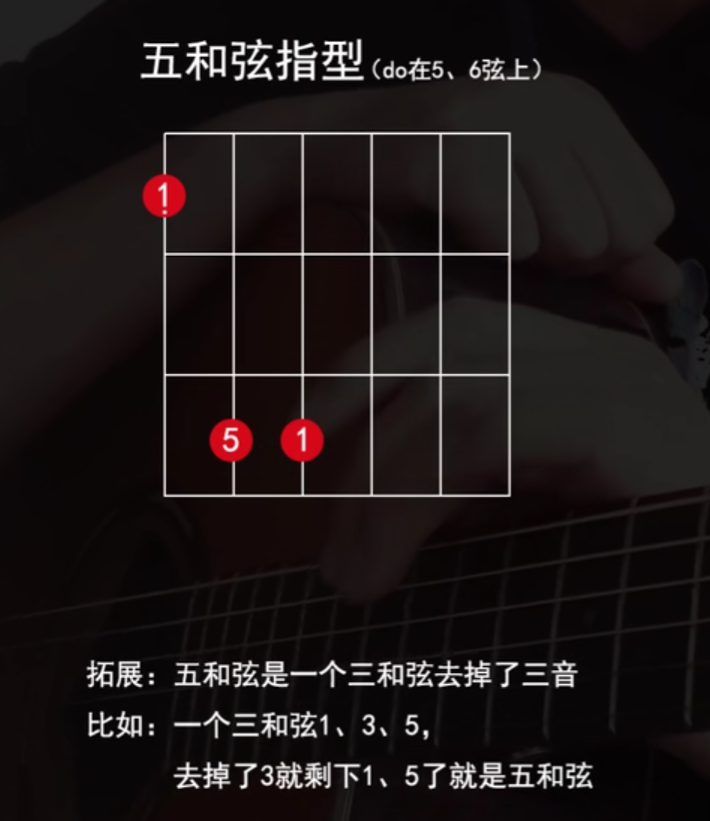 五和弦指型（do在5、6弦上）
1
5 1
拓展：五和弦是一个三和弦去掉了三音
比如：一个三和弦1、3、5，
去掉了3就剩下1、5了就是五和弦